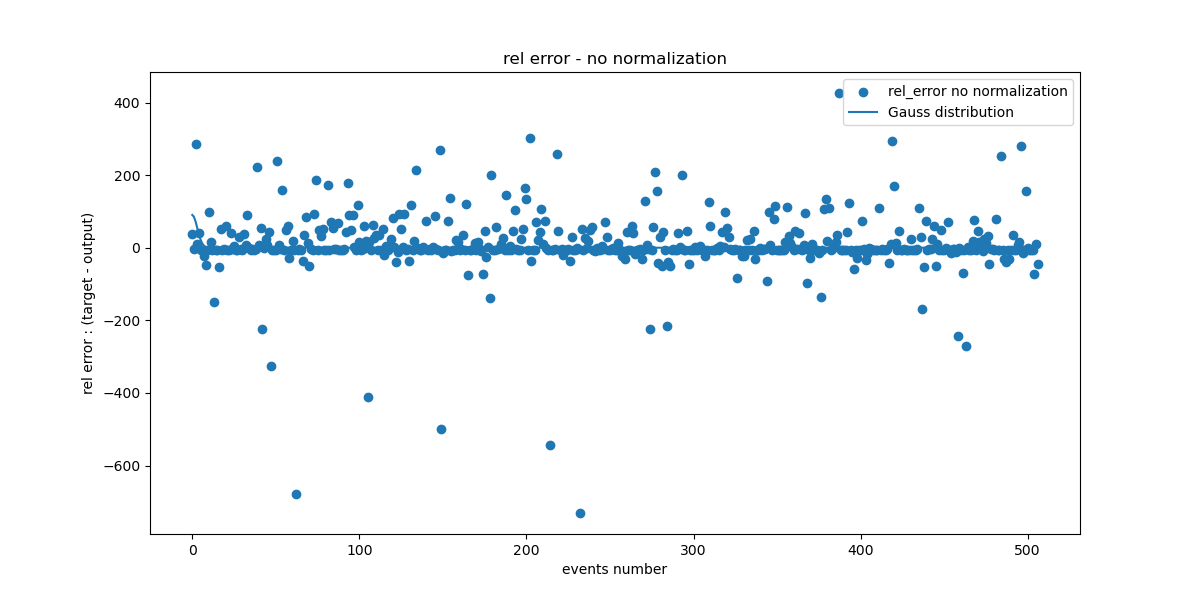 rel error - no normalization
rel_error no normalization
Gauss distribution
rel error : (target - output)
400
200
0
−200
−400
−600
0
100
200
300
400
500
events number